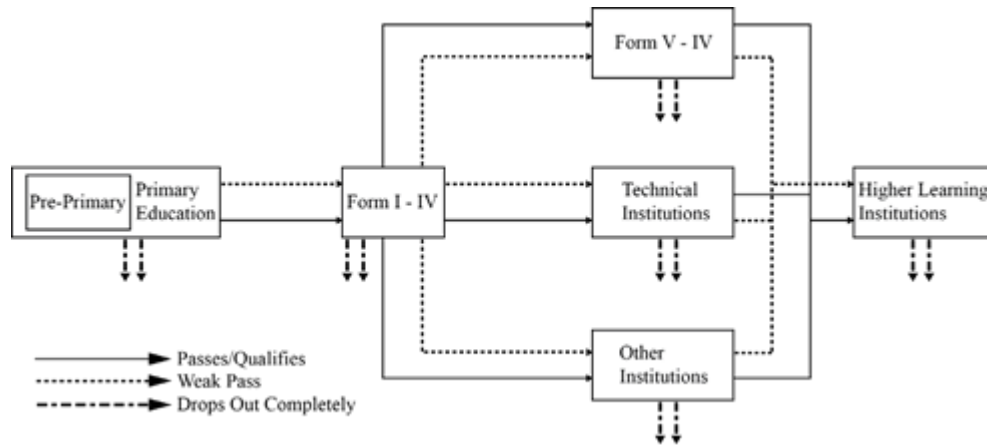 Form V - IV
Pre-Primary
Primary
Education
Form I - IV
Technical
Institutions
Higher Learning
Institutions
Other
Institutions
Passes/Qualifies
Weak Pass
Drops Out Completely